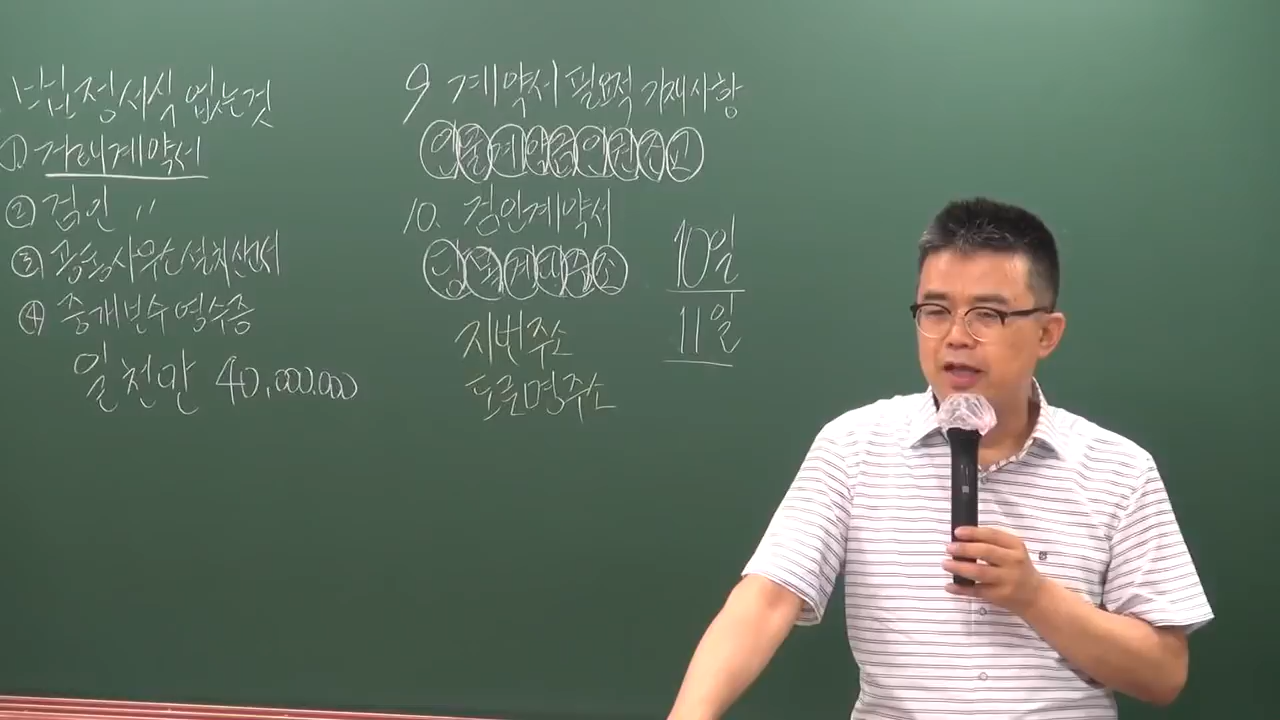 법정서식 없는것
① 거래계약서
② 검인 〃
③ 공동사무소설치승낙서
④ 중개보수영수증
일천만 40,000,000
9 계약서 필요적 기재사항
10. 검인계약서
지번주소
도로명주소
10일
11일